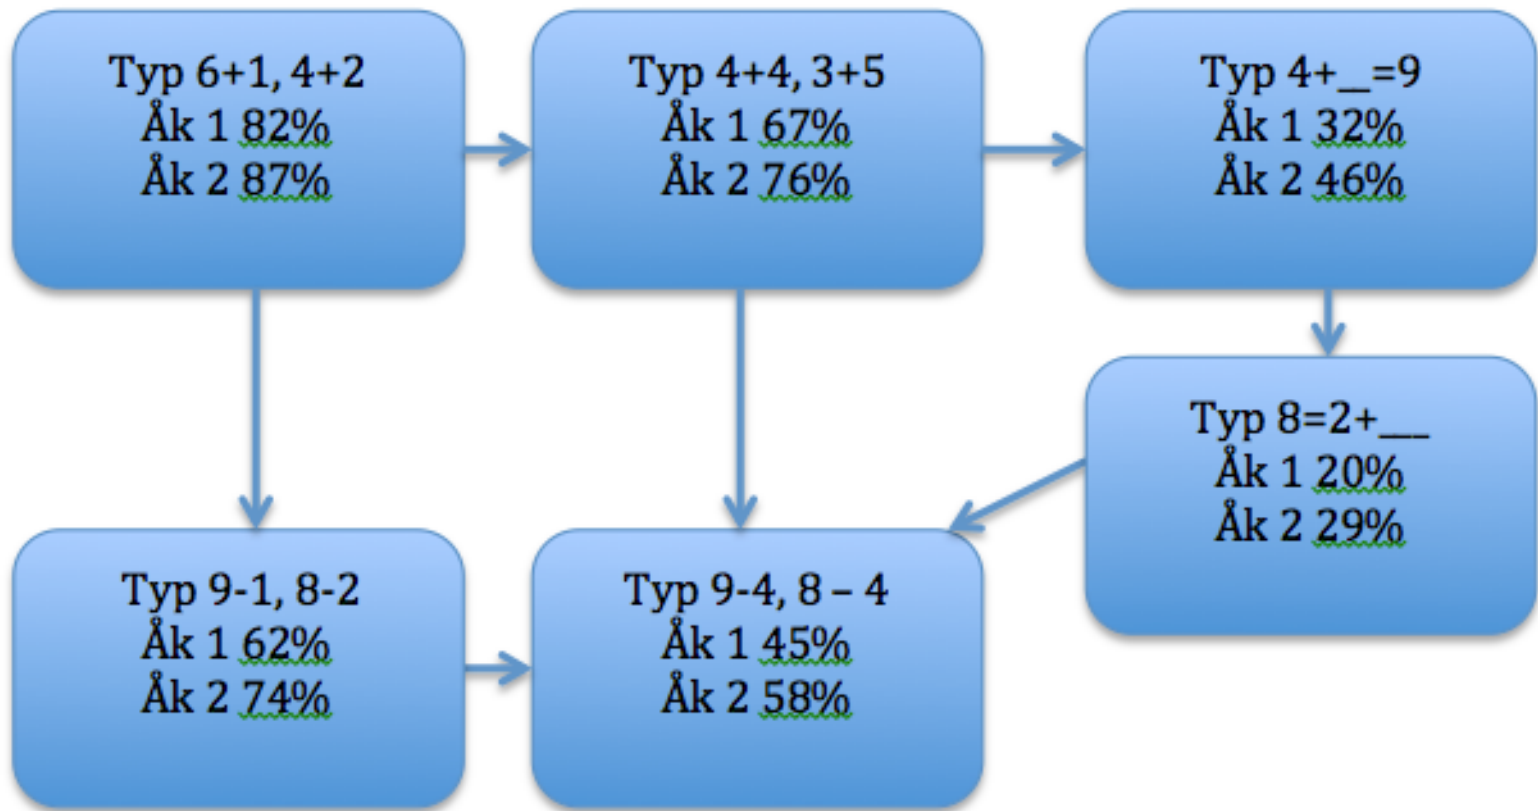 Typ 6+1, 4+2
Åk 1 82%
Åk 2 87%
Typ 4+4, 3+5
Åk 1 67%
Åk 2 76%
Typ 4+__=9
Åk 1 32%
Åk 2 46%
Typ 8=2+___
Åk 1 20%
Åk 2 29%
Typ 9-1, 8-2
Åk 1 62%
Åk 2 74%
Typ 9-4, 8 – 4
Åk 1 45%
Åk 2 58%